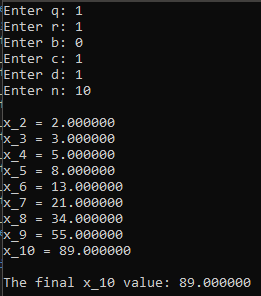 Enter q: 1
Enter r: 1
Enter b: 0
Enter c: 1
Enter d: 1
Enter n: 10
x_2 = 2.000000
x_3 = 3.000000
x_4 = 5.000000
x_5 = 8.000000
x_6 = 13.000000
x_7 = 21.000000
x_8 = 34.000000
x_9 = 55.000000
x_10 = 89.000000
The final x_10 value: 89.000000